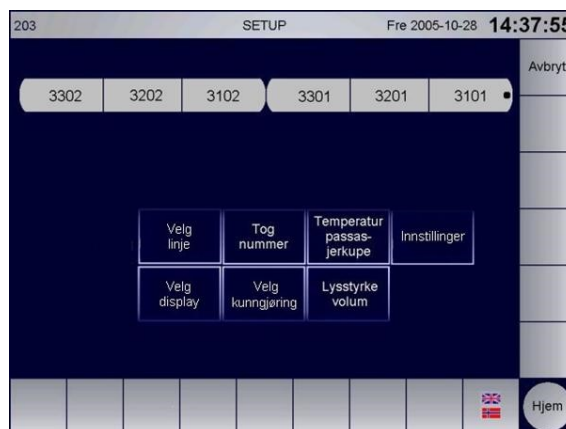 203 SETUP Fre 2005-10-28 14:37:55
Avbryt
3302 3202 3102 3301 3201 3101
Velg linje
Tog nummer
Temperatur passas- jerkupe
Innstillinger
Velg display
Velg kunngjøring
Lysstyrke volum
Hjem